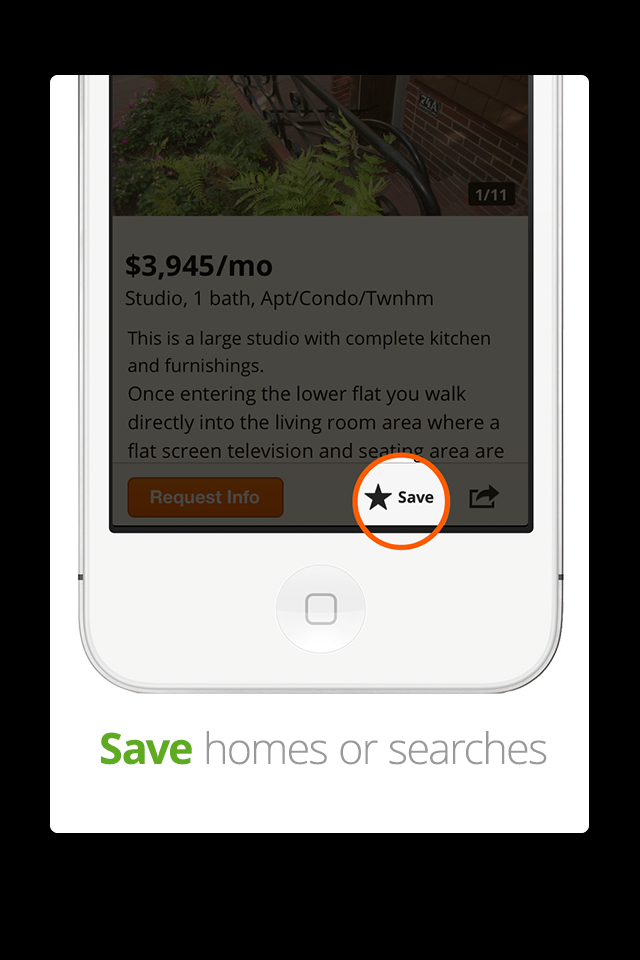 24A
1/11
$3,945/mo
Studio, 1 bath, Apt/Condo/Twnhm
This is a large studio with complete kitchen
and furnishings.
Once entering the lower flat you walk
directly into the living room area where a
flat screen television and seating area are
Request Info
Save
Save homes or searches